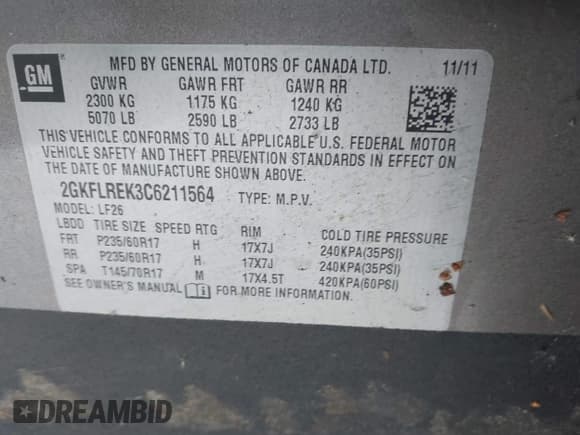 GM
MFD BY GENERAL MOTORS OF CANADA LTD. 11/11
GVWR GAWR FRT GAWR RR
2300 KG 1175 KG 1240 KG
5070 LB 2590 LB 2733 LB
THIS VEHICLE CONFORMS TO ALL APPLICABLE U.S. FEDERAL MOTOR
VEHICLE SAFETY AND THEFT PREVENTION STANDARDS IN EFFECT ON
THE DATE OF MANUFACTURE SHOWN ABOVE.
2GKFLREK3C6211564 TYPE: M.P.V.
MODEL: LF26
LBDD TIRE SIZE SPEED RTG RIM COLD TIRE PRESSURE
FRT P235/60R17 H 17X7J 240KPA(35PSI)
RR P235/60R17 H 17X7J 240KPA(35PSI)
SPA T145/70R17 M 17X4.5T 420KPA(60PSI)
SEE OWNER'S MANUAL FOR MORE INFORMATION.
DREAMBID